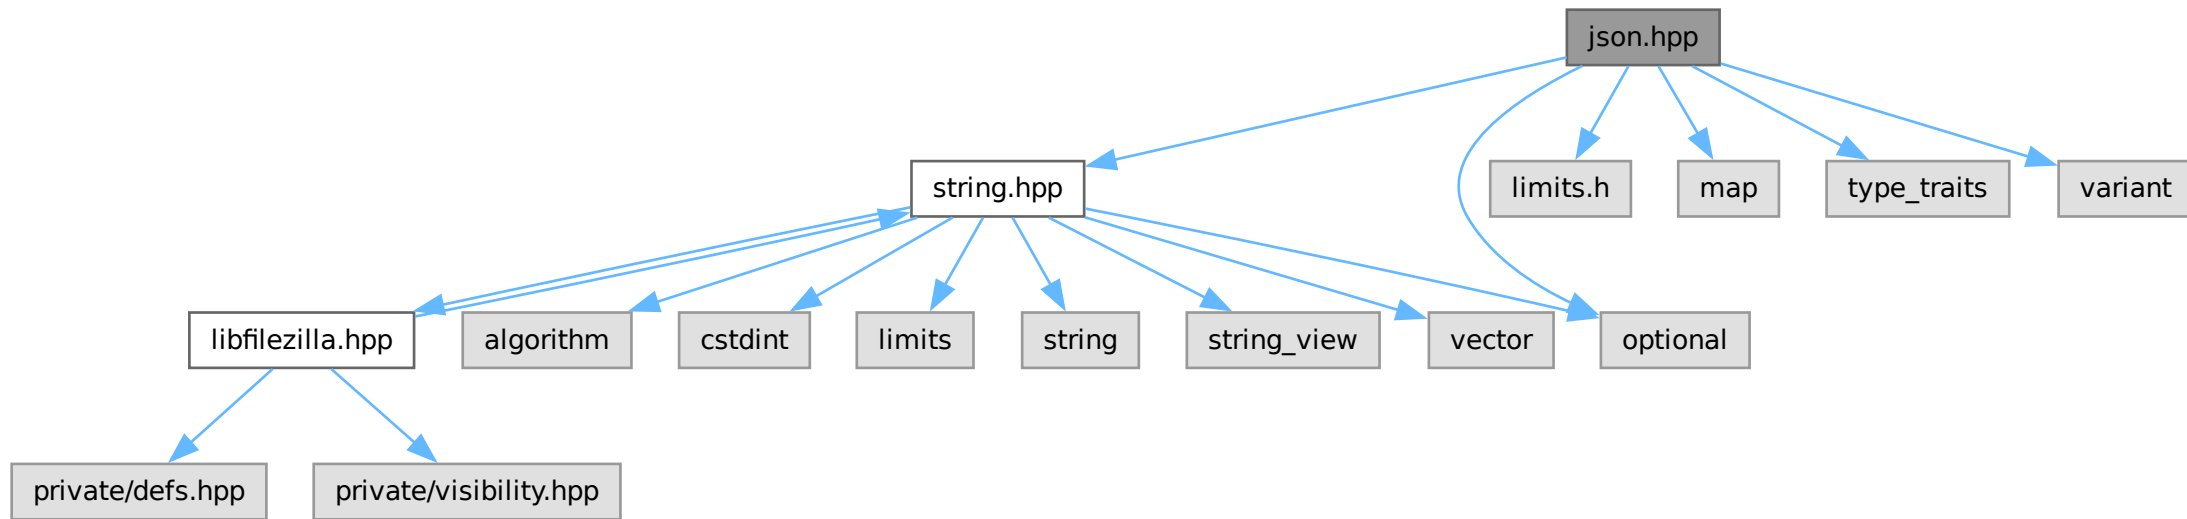 json.hpp
string.hpp
limits.h
map
type_traits
variant
libfilezilla.hpp
algorithm
cstdint
limits
string
string_view
vector
optional
private/defs.hpp
private/visibility.hpp